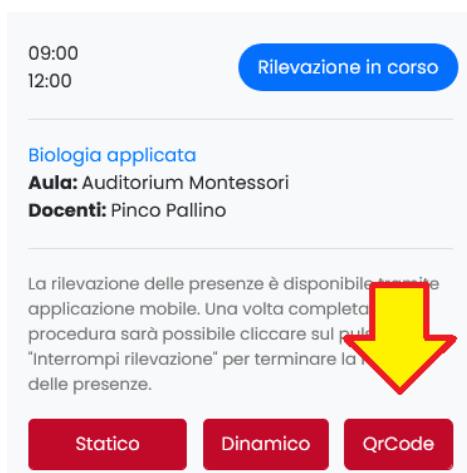 09:00
12:00
Rilevazione in corso
Biologia applicata
Aula: Auditorium Montessori
Docenti: Pinco Pallino
La rilevazione delle presenze è disponibile
applicazione mobile. Una volta
procedura sarà possibile cliccare sul
"Interrompi rilevazione" per terminare la
delle presenze.
Statico
Dinamico
QrCode